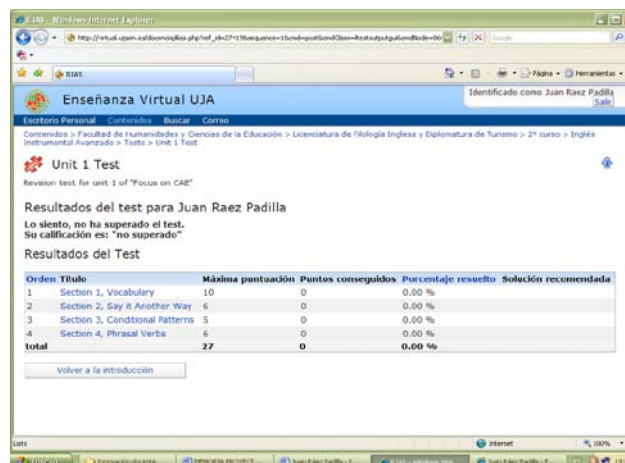 ILIAS - Windows Internet Explorer
Google
ILIAS
Página
Herramientas
Enseñanza Virtual UJA
Identificado como Juan Raez Padilla
Salir
Escritorio Personal Contenidos Buscar Correo
Contenidos > Facultad de Humanidades y Ciencias de la Educación > Licenciatura de Filología Inglesa y Diplomatura de Turismo > 2º curso > Inglés
Instrumental Avanzado > Tests > Unit 1 Test
Unit 1 Test
Revision test for unit 1 of "Focus on CAE"
Resultados del test para Juan Raez Padilla
Lo siento, no ha superado el test.
Su calificación es: "no superado"
Resultados del Test
Orden Título Máxima puntuación Puntos conseguidos Porcentaje resuelto Solución recomendada
1 Section 1, Vocabulary 10 0 0.00 %
2 Section 2, Say it Another Way 6 0 0.00 %
3 Section 3, Conditional Patterns 5 0 0.00 %
4 Section 4, Phrasal Verbs 6 0 0.00 %
total 27 0 0.00 %
Volver a la introducción
Listo
Internet
100%